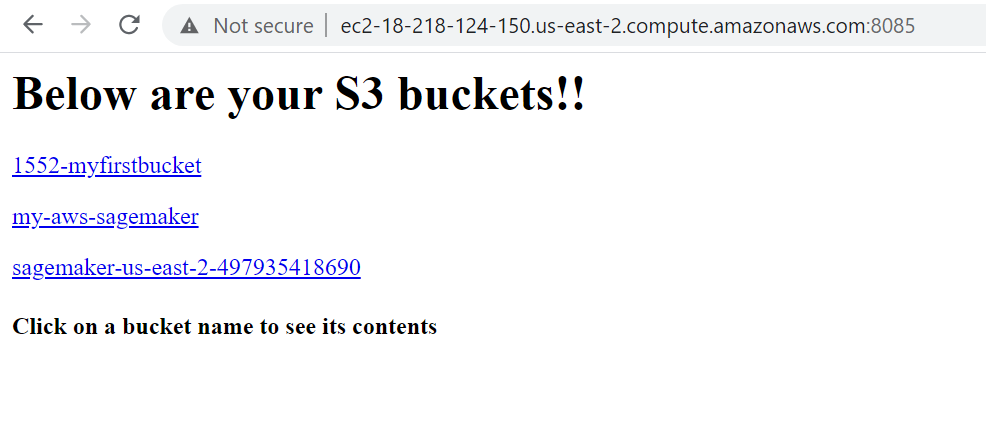 Not secure | ec2-18-218-124-150.us-east-2.compute.amazonaws.com:8085
Below are your S3 buckets!!
1552-myfirstbucket
my-aws-sagemaker
sagemaker-us-east-2-497935418690
Click on a bucket name to see its contents